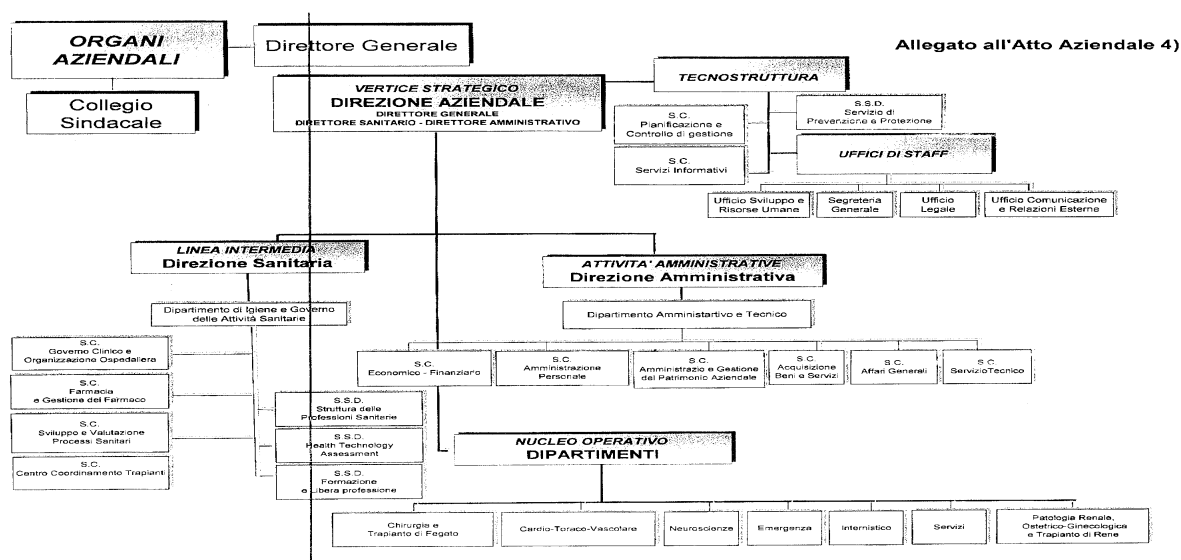 ORGANI
AZIENDALI
Direttore Generale
Allegato all'Atto Aziendale 4)
Collegio
Sindacale
VERTICE STRATEGICO
DIREZIONE AZIENDALE
DIRETTORE GENERALE
DIRETTORE SANITARIO - DIRETTORE AMMINISTRATIVO
TECNOSTRUTTURA
S.C.
Pianificazione e
Controllo di gestione
S.S.D.
Servizio di
Prevenzione e Protezione
S.C.
Servizi Informativi
UFFICI DI STAFF
Ufficio Sviluppo e
Risorse Umane
Segreteria
Generale
Ufficio
Legale
Ufficio Comunicazione
e Relazioni Esterne
LINEA INTERMEDIA
Direzione Sanitaria
ATTIVITA' AMMINISTRATIVE
Direzione Amministrativa
Dipartimento di Igiene e Governo
delle Attività Sanitarie
Dipartimento Amministartivo e Tecnico
S.C.
Governo Clinico e
Organizzazione Ospedaliera
S.C.
Farmacia
e Gestione del Farmaco
S.C.
Sviluppo e Valutazione
Processi Sanitari
S.C.
Centro Coordinamento Trapianti
S.S.D.
Struttura delle
Professioni Sanitarie
S.S.D.
Health Technology
Assessment
S.S.D.
Formazione
e Libera professione
S.C.
Economico - Finanziario
S.C.
Amministrazione
Personale
S.C.
Amministrazio e Gestione
del Patrimonio Aziendale
S.C.
Acquisizione
Beni e Servizi
S.C.
Affari Generali
S.C.
ServizioTecnico
NUCLEO OPERATIVO
DIPARTIMENTI
Chirurgia e
Trapianto di Fegato
Cardio-Toraco-Vascolare
Neuroscienze
Emergenza
Internistico
Servizi
Patologia Renale,
Ostetrico-Ginecologica
e Trapianto di Rene